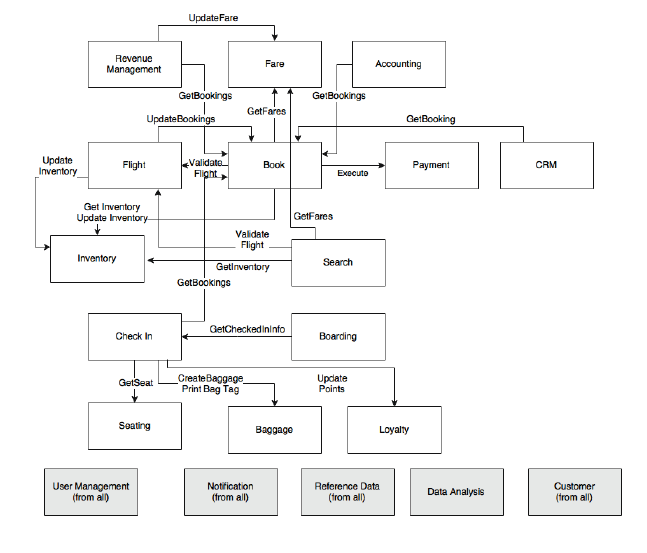 UpdateFare
Revenue
Management
Fare
Accounting
GetBookings
GetBookings
GetFares
UpdateBookings
GetBooking
Update
Inventory
Flight
Validate
Flight
Book
Execute
Payment
CRM
Get Inventory
Update Inventory
GetFares
Validate
Flight
Inventory
GetInventory
Search
GetBookings
Check In
GetCheckedInInfo
Boarding
GetSeat
CreateBaggage
Print Bag Tag
Update
Points
Seating
Baggage
Loyalty
User Management
(from all)
Notification
(from all)
Reference Data
(from all)
Data Analysis
Customer
(from all)